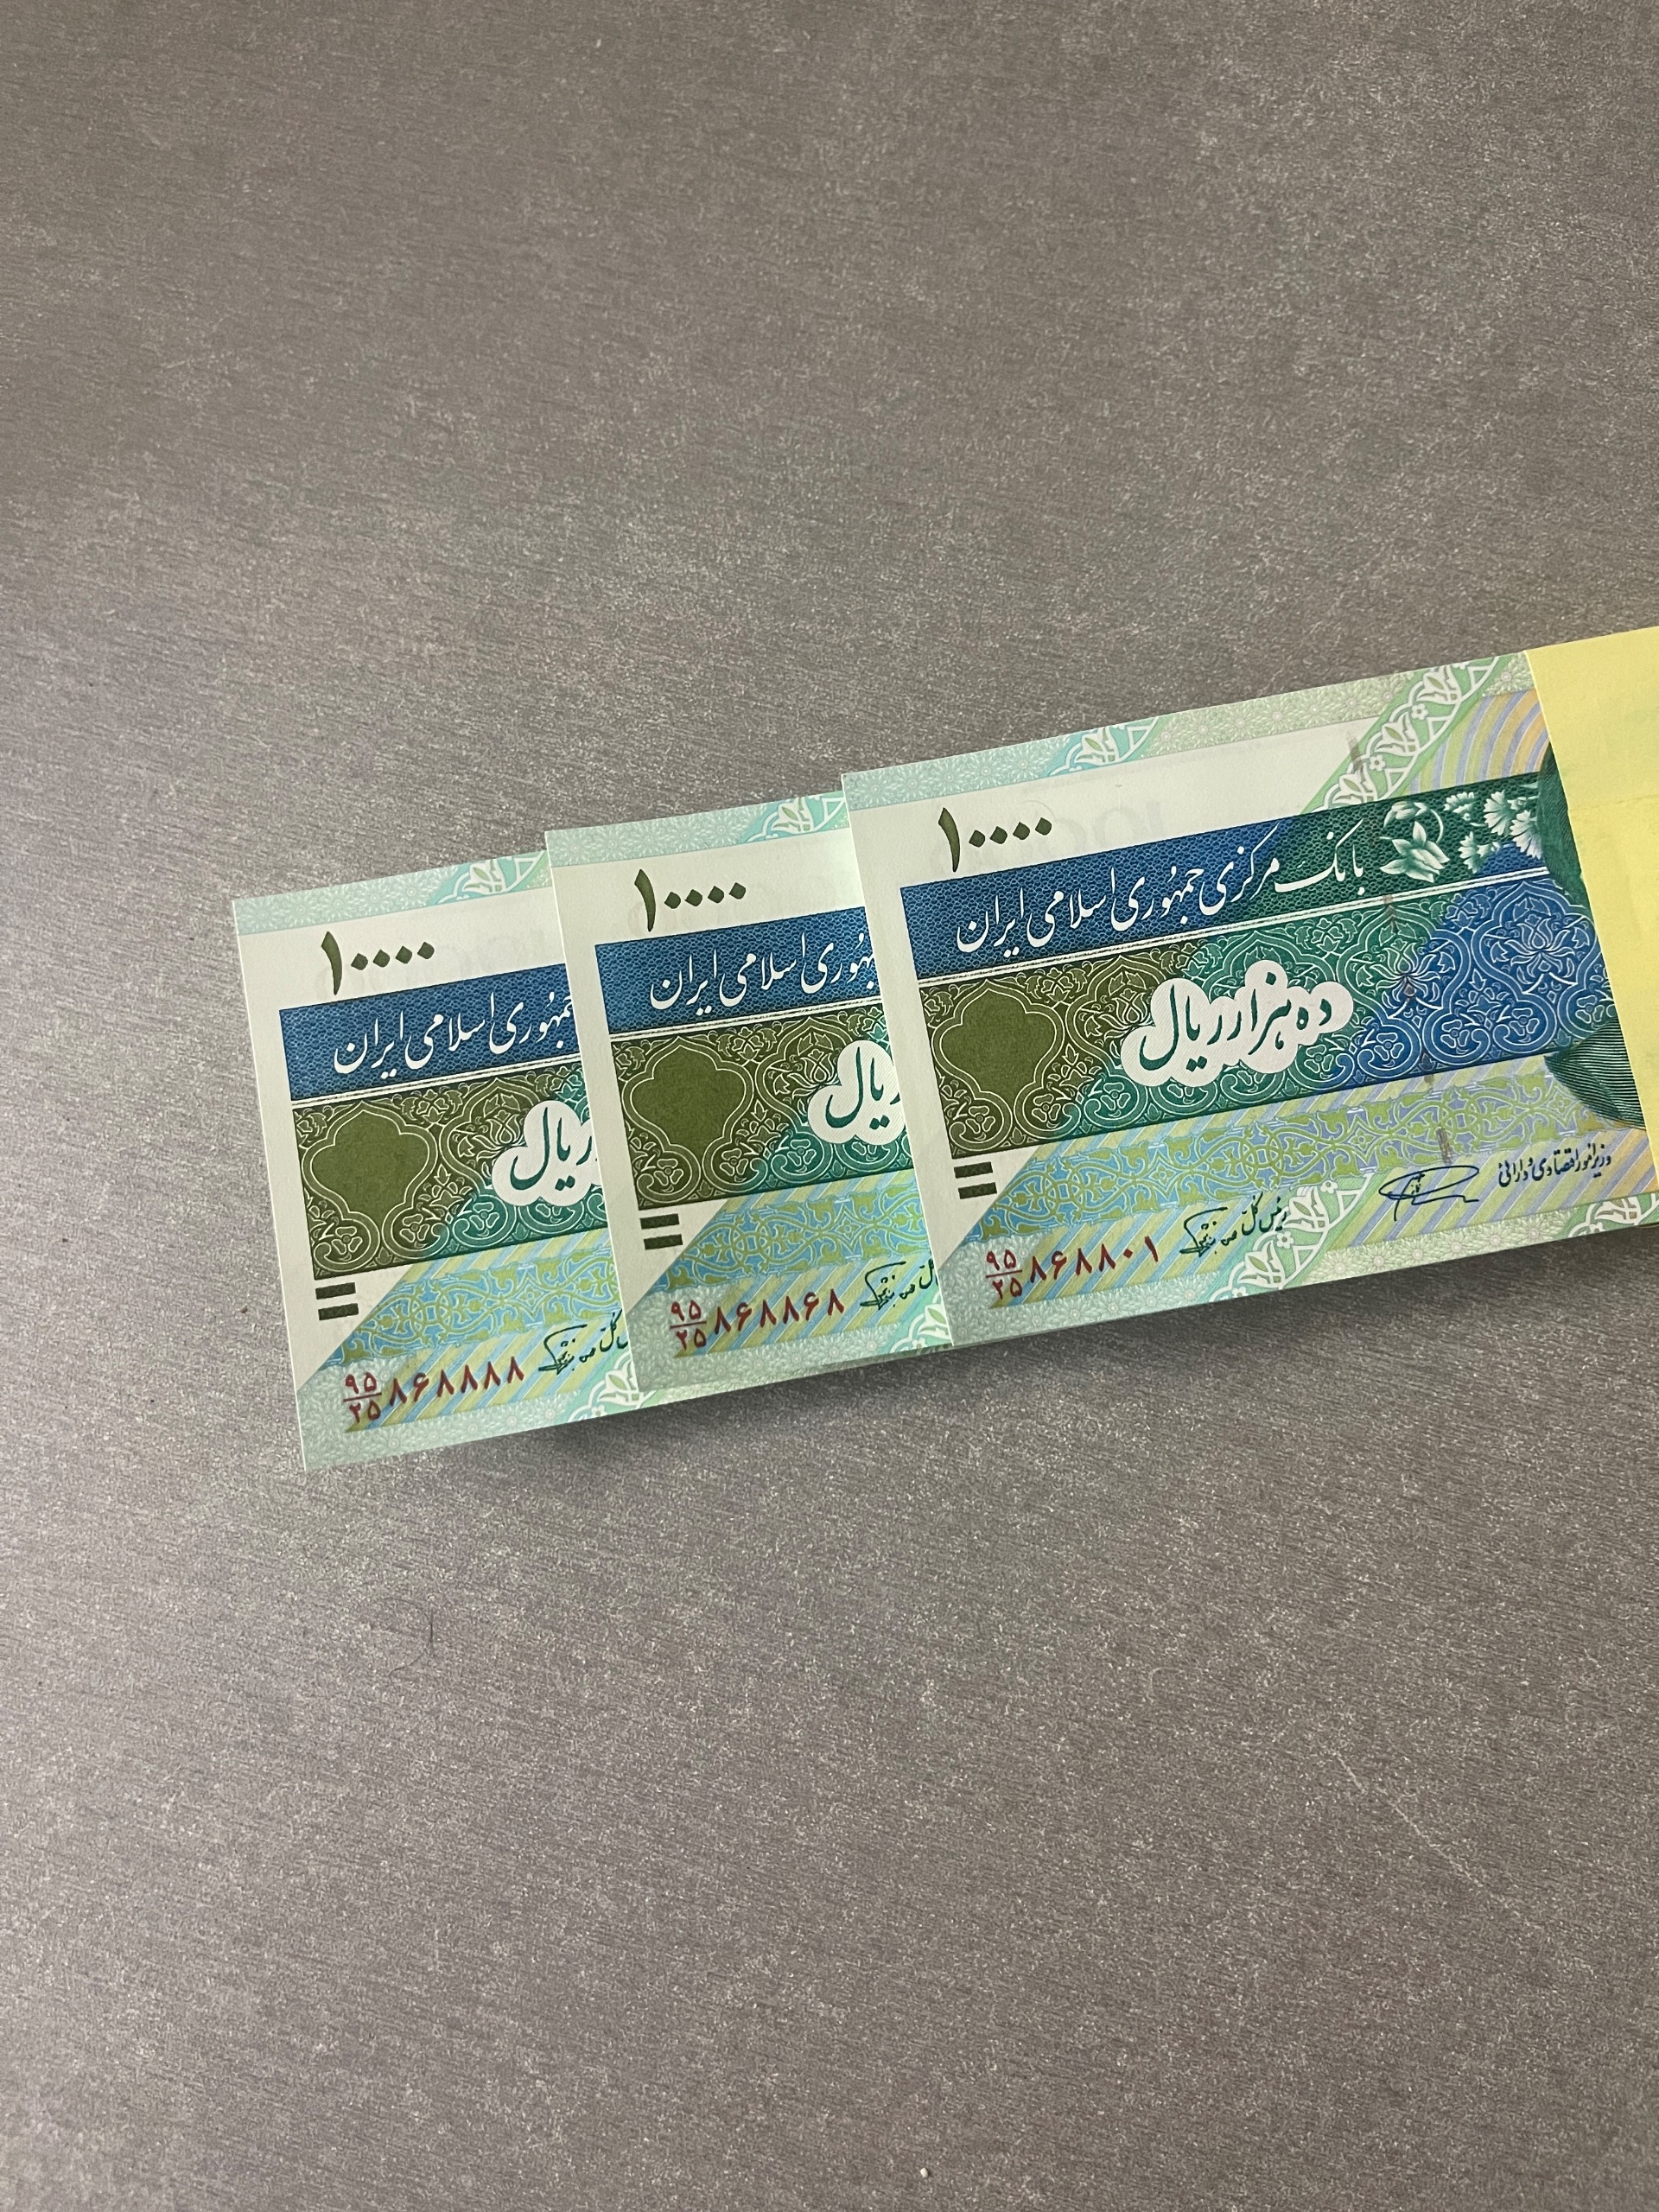 ۱۰۰۰۰
بانک مرکزی جمهوری اسلامی ایران
ده هزار ریال
وزیر امور اقتصادی و دارائی
رئیس کل
۹۵/۲۵ ۸۶۸۸۰۱
۱۰۰۰۰
جمهوری اسلامی ایران
ریال
۹۵/۲۵ ۸۶۸۸۶۸
۱۰۰۰۰
جمهوری اسلامی ایران
ریال
کل
۹۵/۲۵ ۸۶۸۸۸۸